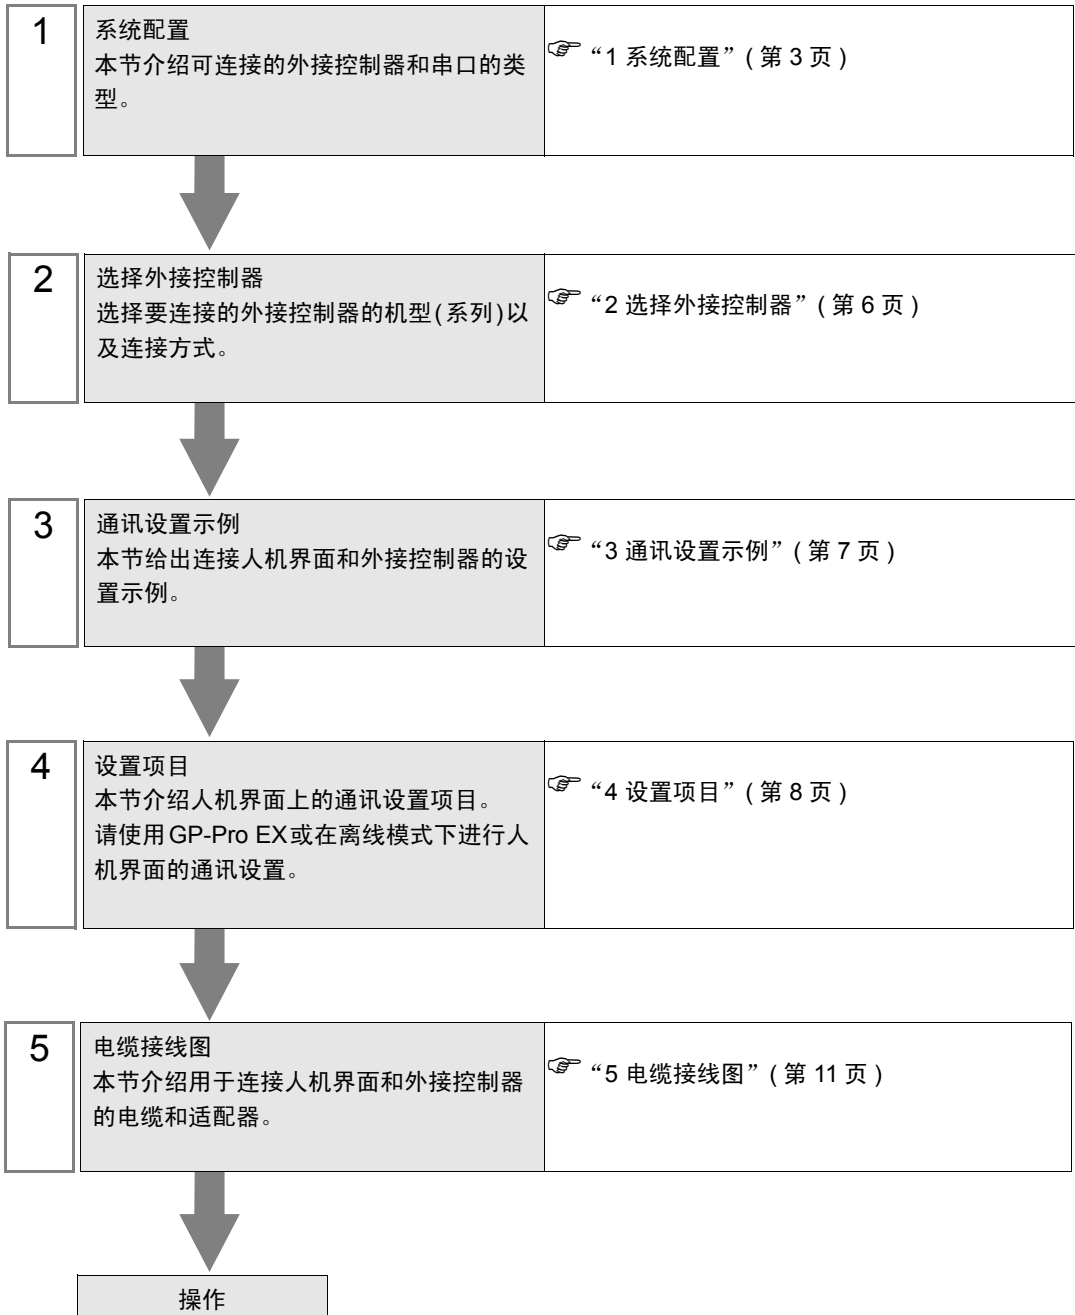 1
系统配置
本节介绍可连接的外接控制器和串口的类
型。
☞ “1 系统配置” ( 第 3 页 )
2
选择外接控制器
选择要连接的外接控制器的机型(系列)以
及连接方式。
☞ “2 选择外接控制器” ( 第 6 页 )
3
通讯设置示例
本节给出连接人机界面和外接控制器的设
置示例。
☞ “3 通讯设置示例” ( 第 7 页 )
4
设置项目
本节介绍人机界面上的通讯设置项目。
请使用GP-Pro EX或在离线模式下进行人
机界面的通讯设置。
☞ “4 设置项目” ( 第 8 页 )
5
电缆接线图
本节介绍用于连接人机界面和外接控制器
的电缆和适配器。
☞ “5 电缆接线图” ( 第 11 页 )
操作